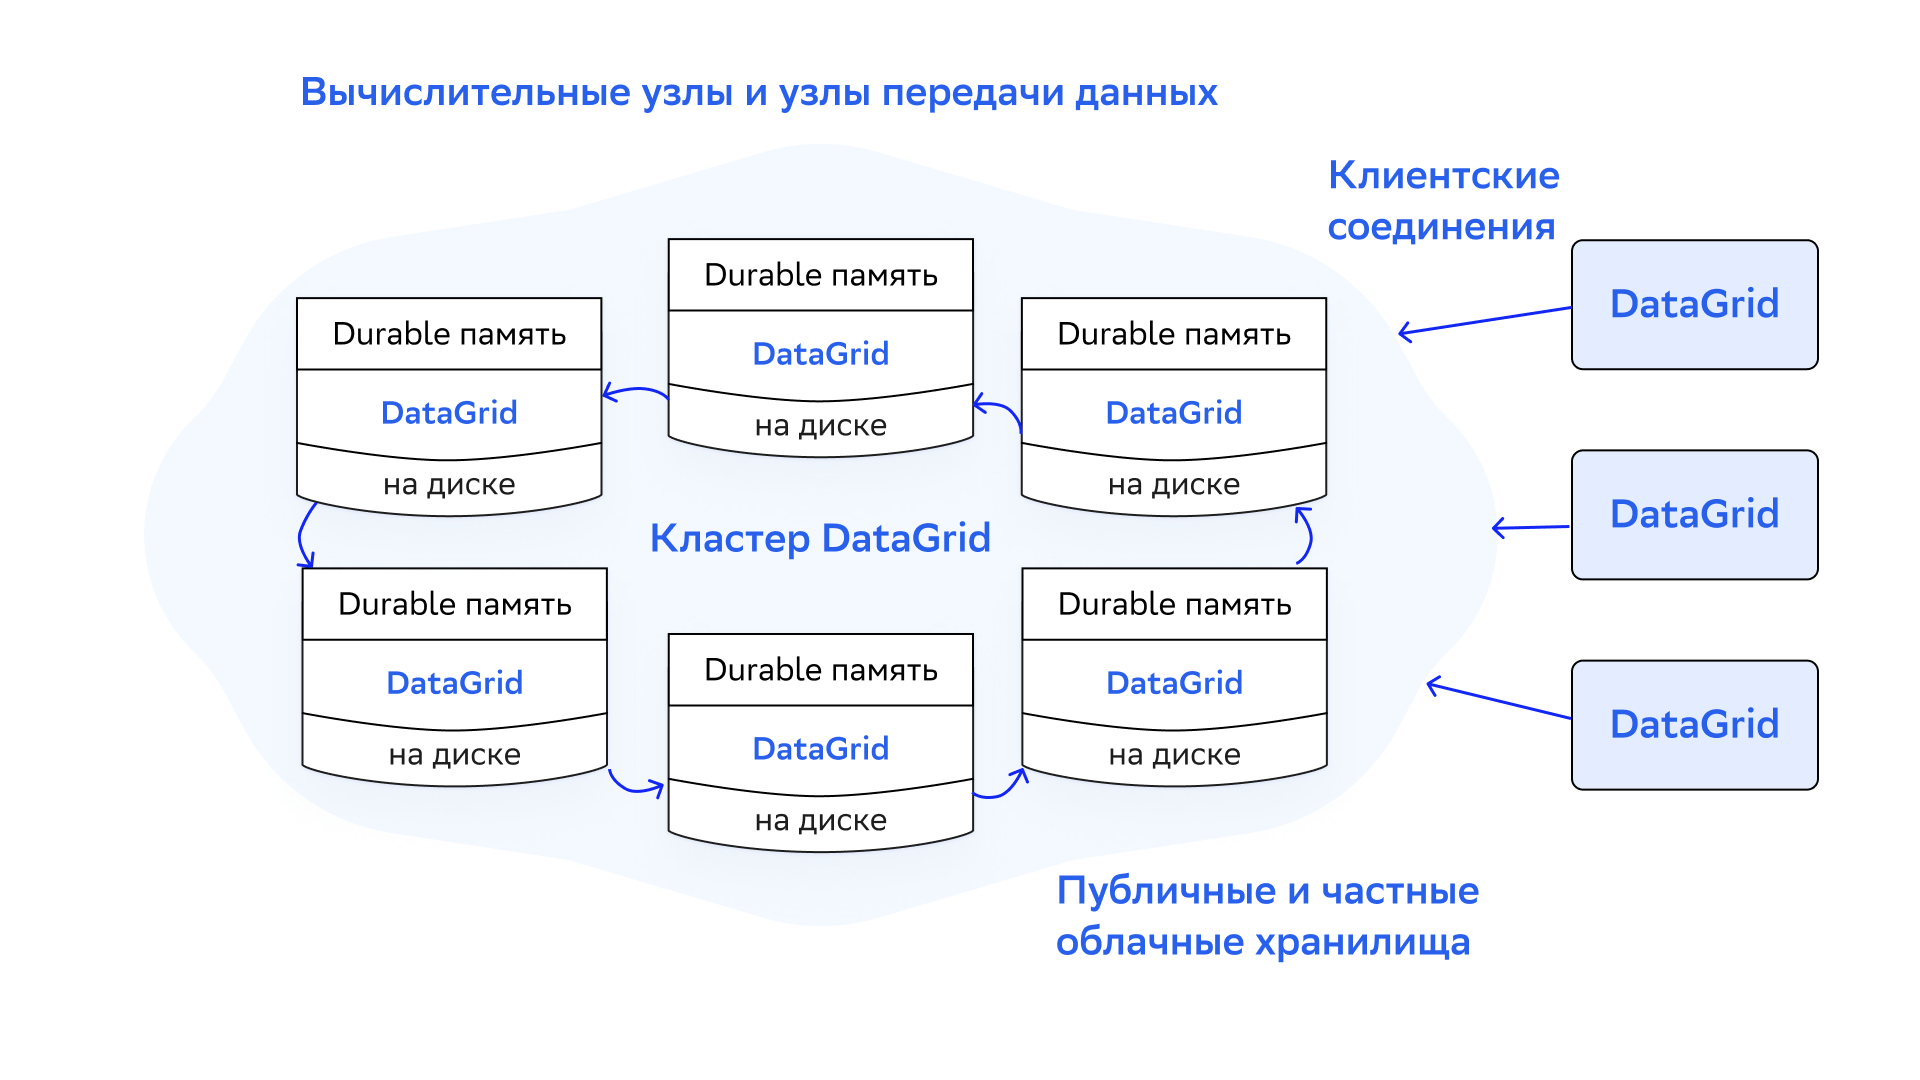 Вычислительные узлы и узлы передачи данных
Клиентские
соединения
Durable память
DataGrid
на диске
Durable память
DataGrid
на диске
Durable память
DataGrid
на диске
DataGrid
Кластер DataGrid
DataGrid
Durable память
DataGrid
на диске
Durable память
DataGrid
на диске
Durable память
DataGrid
на диске
DataGrid
Публичные и частные
облачные хранилища